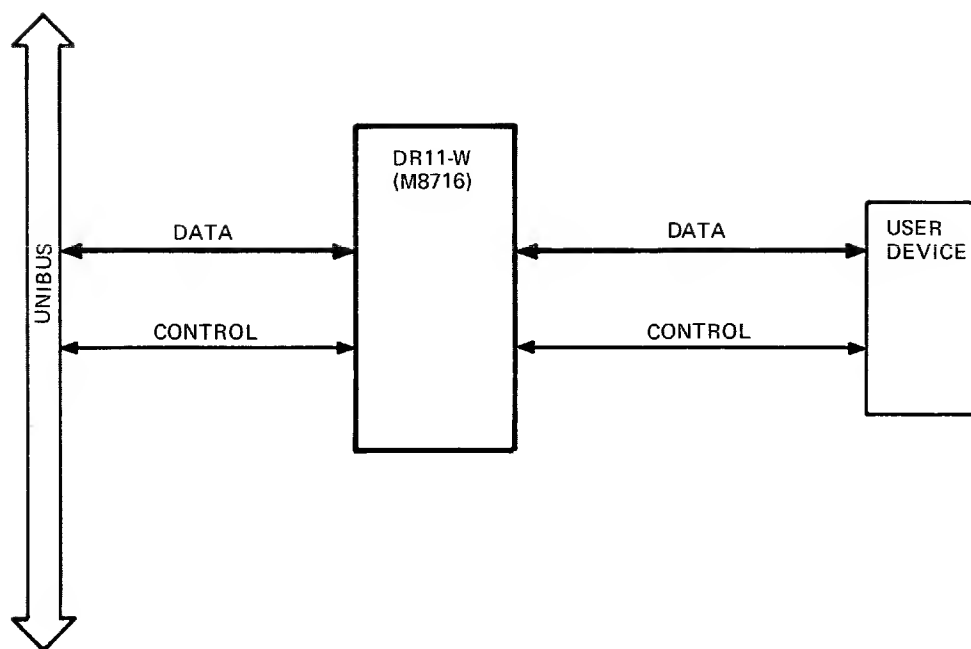 DR11-W
(M8716)
DATA
DATA
USER
DEVICE
UNIBUS
CONTROL
CONTROL